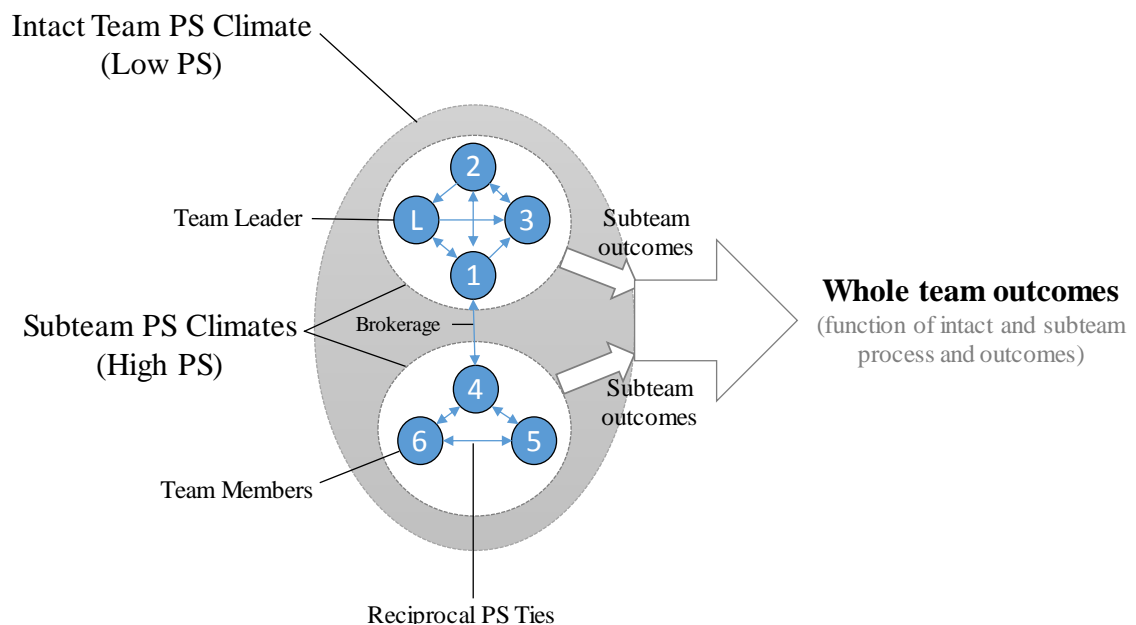 Intact Team PS Climate
(Low PS)
2
Team Leader
L
3
Subteam
outcomes
1
Whole team outcomes
(function of intact and subteam
process and outcomes)
Subteam PS Climates
(High PS)
Brokerage
4
Subteam
outcomes
6
5
Team Members
Reciprocal PS Ties